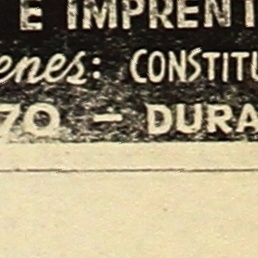 E IMPRENT
enes: CONSTITU
70 - DURA